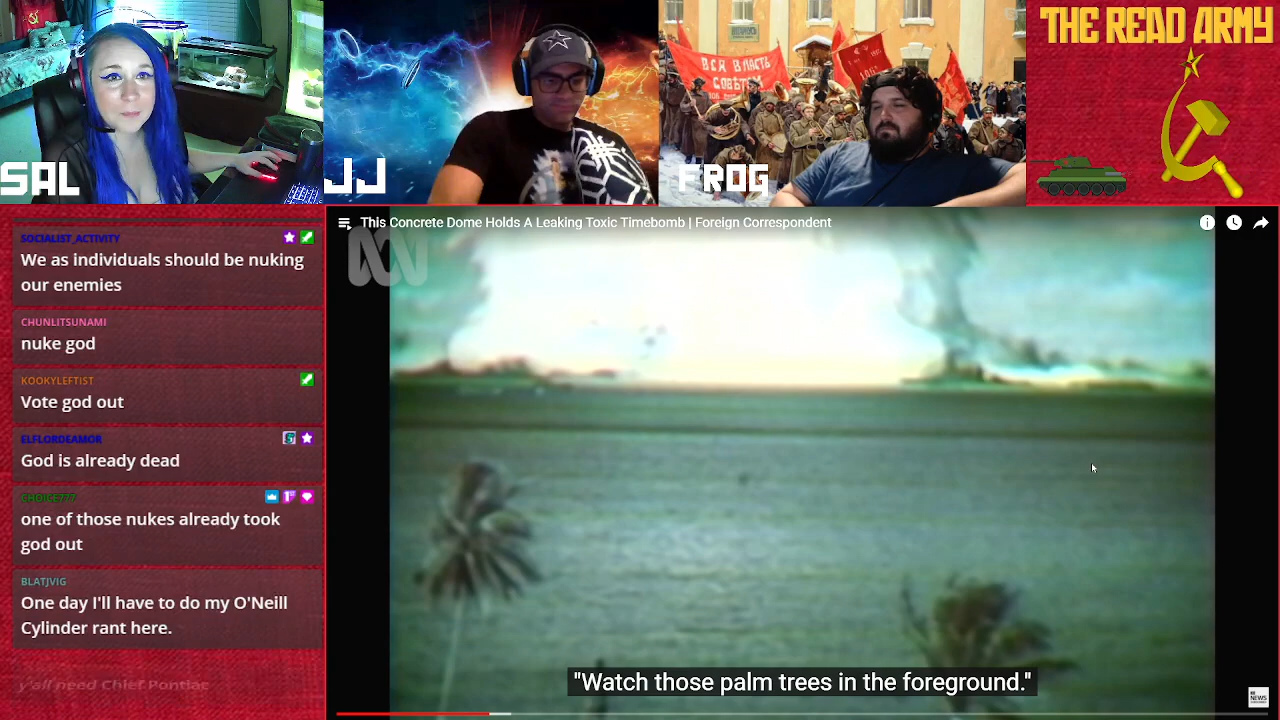 SAL
JJ
FROG
ВСЯ ВЛАСТЬ
СОВѢТАМ
THE READ ARMY
This Concrete Dome Holds A Leaking Toxic Timebomb | Foreign Correspondent
SOCIALIST_ACTIVITY
We as individuals should be nuking
our enemies
CHUNLITSUNAMI
nuke god
KOOKYLEFTIST
Vote god out
ELFLORDEAMOR
God is already dead
CHOICE777
one of those nukes already took
god out
BLATJVIG
One day I'll have to do my O'Neill
Cylinder rant here.
y'all need Chief Pontiac
"Watch those palm trees in the foreground."
NEWS